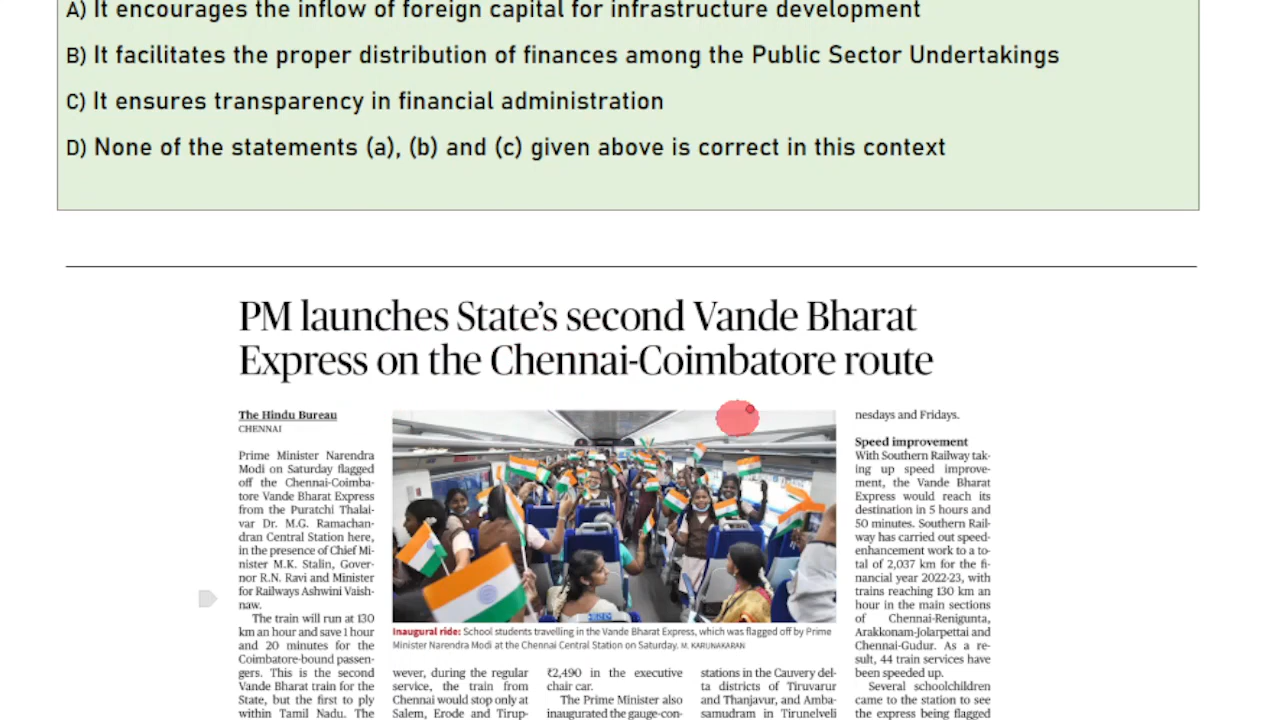 A) It encourages the inflow of foreign capital for infrastructure development
B) It facilitates the proper distribution of finances among the Public Sector Undertakings
C) It ensures transparency in financial administration
D) None of the statements (a), (b) and (c) given above is correct in this context
PM launches State's second Vande Bharat
Express on the Chennai-Coimbatore route
The Hindu Bureau
CHENNAI
Prime Minister Narendra
Modi on Saturday flagged
off the Chennai-Coimba-
tore Vande Bharat Express
from the Puratchi Thalai-
var Dr. M.G. Ramachan-
dran Central Station here,
in the presence of Chief Mi-
nister M.K. Stalin, Gover-
nor R.N. Ravi and Minister
for Railways Ashwini Vaish-
naw.
The train will run at 130
km an hour and save 1 hour
and 20 minutes for the
Coimbatore-bound passen-
gers. This is the second
Vande Bharat train for the
State, but the first to ply
within Tamil Nadu. The
Inaugural ride: School students travelling in the Vande Bharat Express, which was flagged off by Prime
Minister Narendra Modi at the Chennai Central Station on Saturday. M. KARUNAKARAN
wever, during the regular
service, the train from
Chennai would stop only at
Salem, Erode and Tirup-
₹2,490 in the executive
chair car.
The Prime Minister also
inaugurated the gauge-con-
stations in the Cauvery del-
ta districts of Tiruvarur
and Thanjavur, and Amba-
samudram in Tirunelveli
nesdays and Fridays.
Speed improvement
With Southern Railway tak-
ing up speed improve-
ment, the Vande Bharat
Express would reach its
destination in 5 hours and
50 minutes. Southern Rail-
way has carried out speed-
enhancement work to a to-
tal of 2,037 km for the fi-
nancial year 2022-23, with
trains reaching 130 km an
hour in the main sections
of Chennai-Renigunta,
Arakkonam-Jolarpettai and
Chennai-Gudur. As a re-
sult, 44 train services have
been speeded up.
Several schoolchildren
came to the station to see
the express being flagged